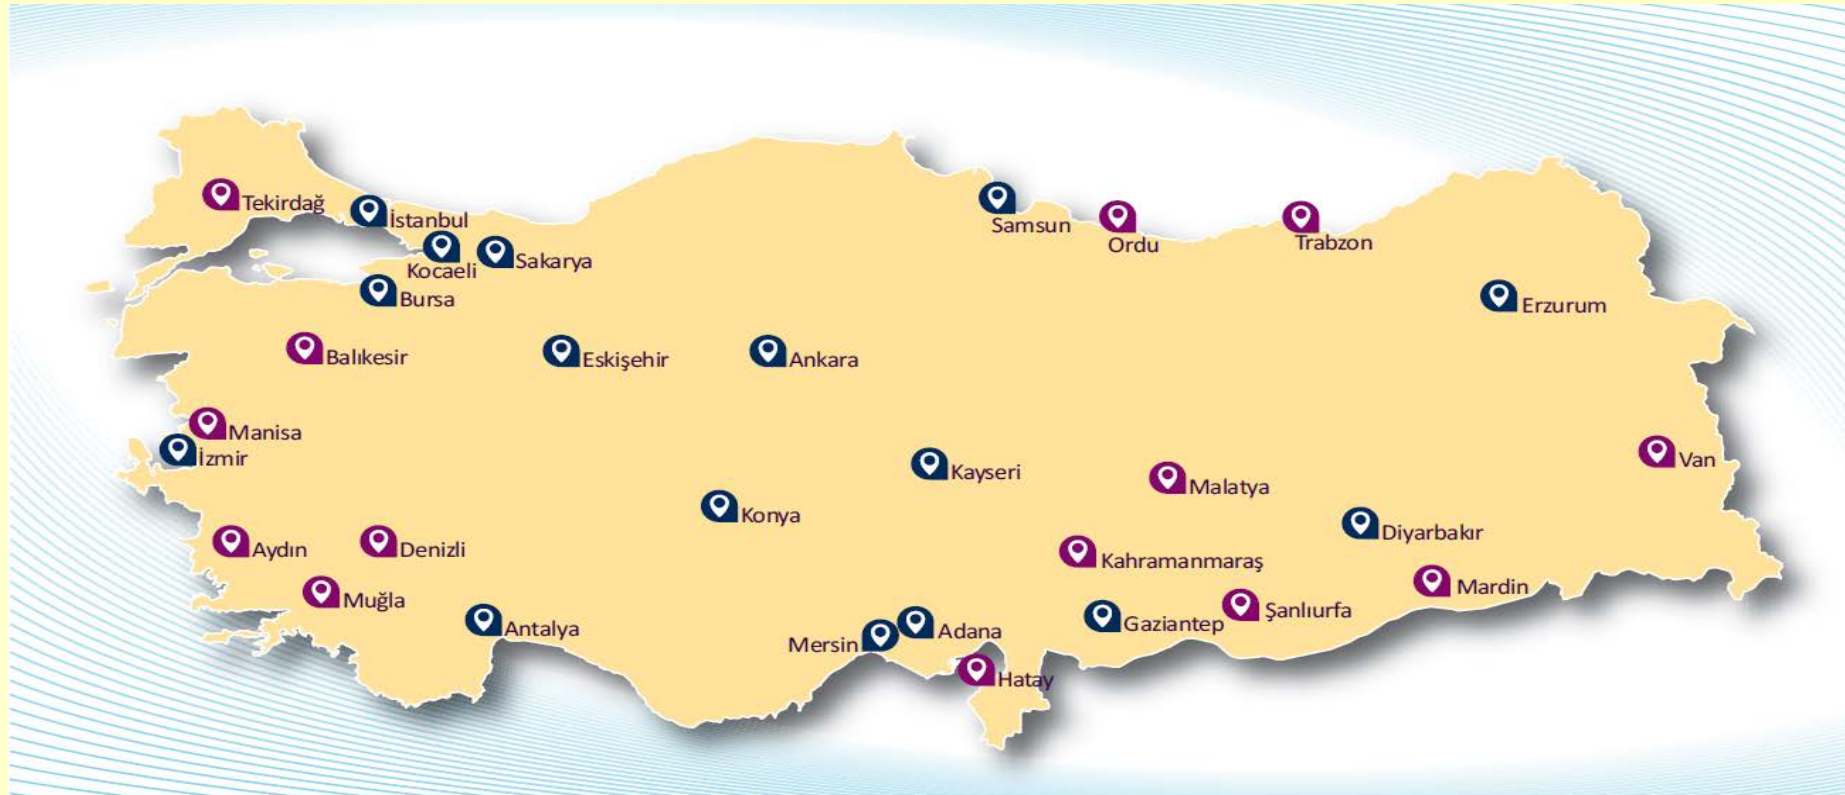 Tekirdağ
İstanbul
Samsun
Ordu
Trabzon
Kocaeli
Sakarya
Bursa
Erzurum
Balıkesir
Eskişehir
Ankara
Manisa
İzmir
Kayseri
Van
Malatya
Konya
Diyarbakır
Aydın
Denizli
Kahramanmaraş
Mardin
Muğla
Şanlıurfa
Antalya
Gaziantep
Mersin
Adana
Hatay